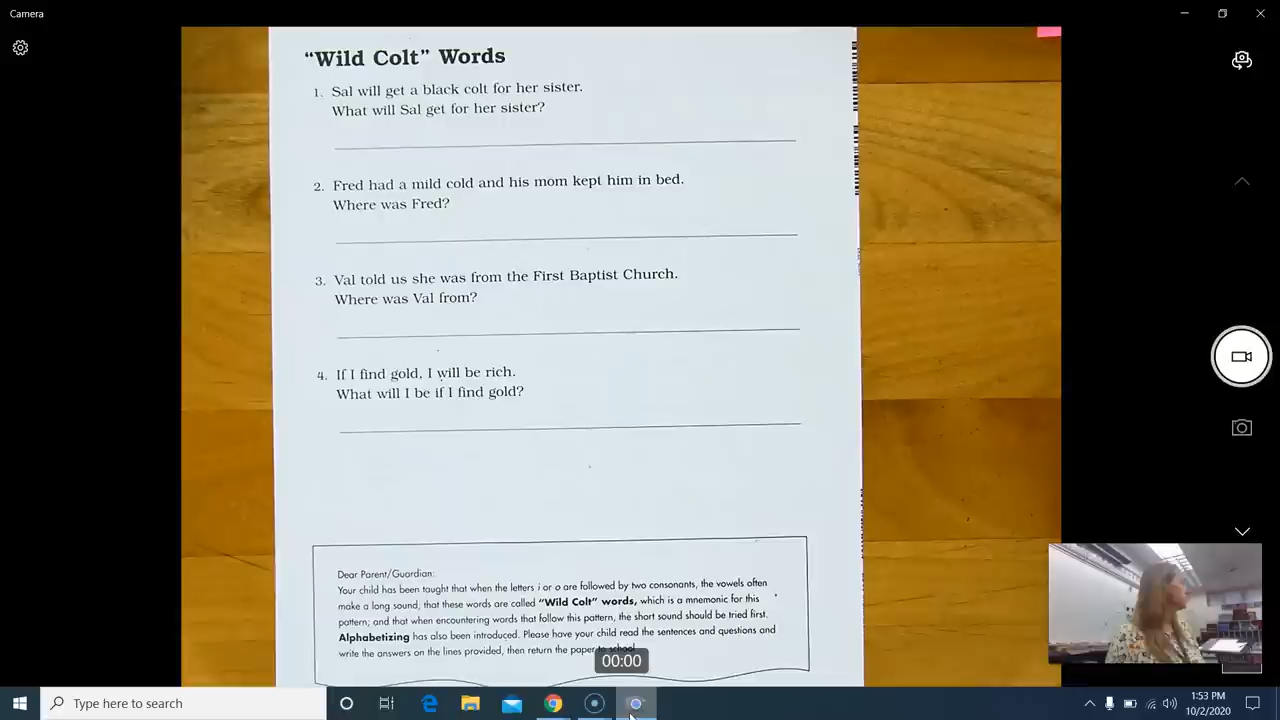 Camera
"Wild Colt" Words
1. Sal will get a black colt for her sister.
What will Sal get for her sister?
2. Fred had a mild cold and his mom kept him in bed.
Where was Fred?
3. Val told us she was from the First Baptist Church.
Where was Val from?
4. If I find gold, I will be rich.
What will I be if I find gold?
Dear Parent/Guardian:
Your child has been taught that when the letters i or o are followed by two consonants, the vowels often
make a long sound; that these words are called "Wild Colt" words, which is a mnemonic for this
pattern; and that when encountering words that follow this pattern, the short sound should be tried first.
Alphabetizing has also been introduced. Please have your child read the sentences and questions and
write the answers on the lines provided, then return the paper to school
00:00
Type here to search
1:53 PM
10/2/2020